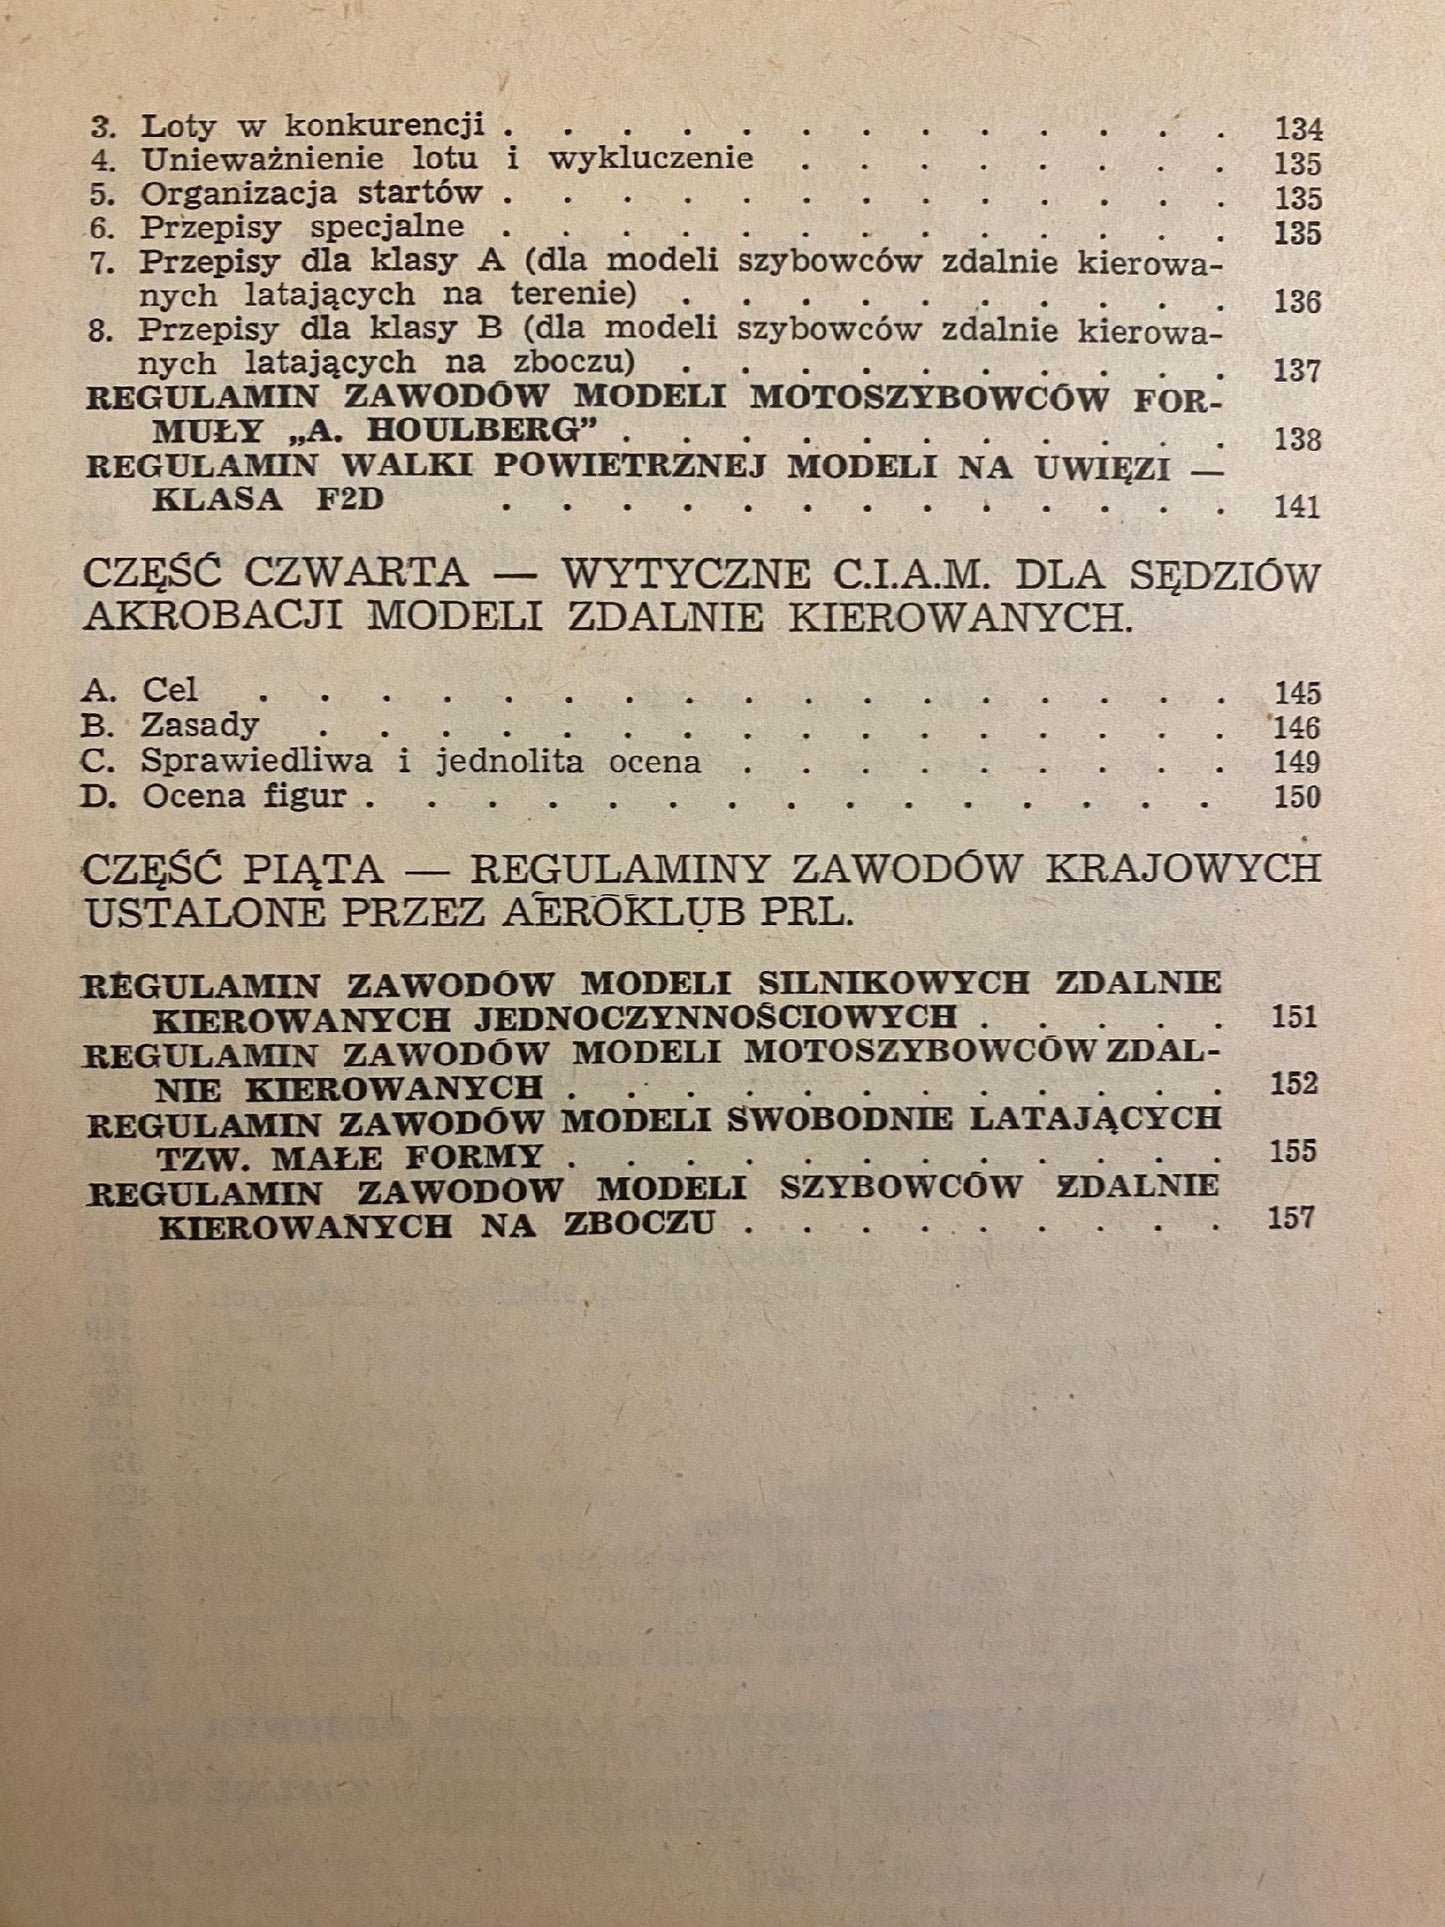 3. Loty w konkurencji . . . . . . . . . . . . . 134
4. Unieważnienie lotu i wykluczenie . . . . . . . . 135
5. Organizacja startów . . . . . . . . . . . . . 135
6. Przepisy specjalne . . . . . . . . . . . . . 135
7. Przepisy dla klasy A (dla modeli szybowców zdalnie kierowa-
nych latających na terenie) . . . . . . . . . . 136
8. Przepisy dla klasy B (dla modeli szybowców zdalnie kierowa-
nych latających na zboczu) . . . . . . . . . . 137
REGULAMIN ZAWODÓW MODELI MOTOSZYBOWCÓW FOR-
MUŁY „A. HOULBERG” . . . . . . . . . . . 138
REGULAMIN WALKI POWIETRZNEJ MODELI NA UWIĘZI —
KLASA F2D . . . . . . . . . . . . . 141
CZĘŚĆ CZWARTA — WYTYCZNE C.I.A.M. DLA SĘDZIÓW
AKROBACJI MODELI ZDALNIE KIEROWANYCH.
A. Cel . . . . . . . . . . . . . . . . . 145
B. Zasady . . . . . . . . . . . . . . . . 146
C. Sprawiedliwa i jednolita ocena . . . . . . . . . 149
D. Ocena figur . . . . . . . . . . . . . . . 150
CZĘŚĆ PIĄTA — REGULAMINY ZAWODÓW KRAJOWYCH
USTALONE PRZEZ AEROKLUB PRL.
REGULAMIN ZAWODÓW MODELI SILNIKOWYCH ZDALNIE
KIEROWANYCH JEDNOCZYNNOŚCIOWYCH . . . . . 151
REGULAMIN ZAWODÓW MODELI MOTOSZYBOWCÓW ZDAL-
NIE KIEROWANYCH . . . . . . . . . . . . 152
REGULAMIN ZAWODÓW MODELI SWOBODNIE LATAJĄCYCH
TZW. MAŁE FORMY . . . . . . . . . . . . 155
REGULAMIN ZAWODOW MODELI SZYBOWCÓW ZDALNIE
KIEROWANYCH NA ZBOCZU . . . . . . . . . 157